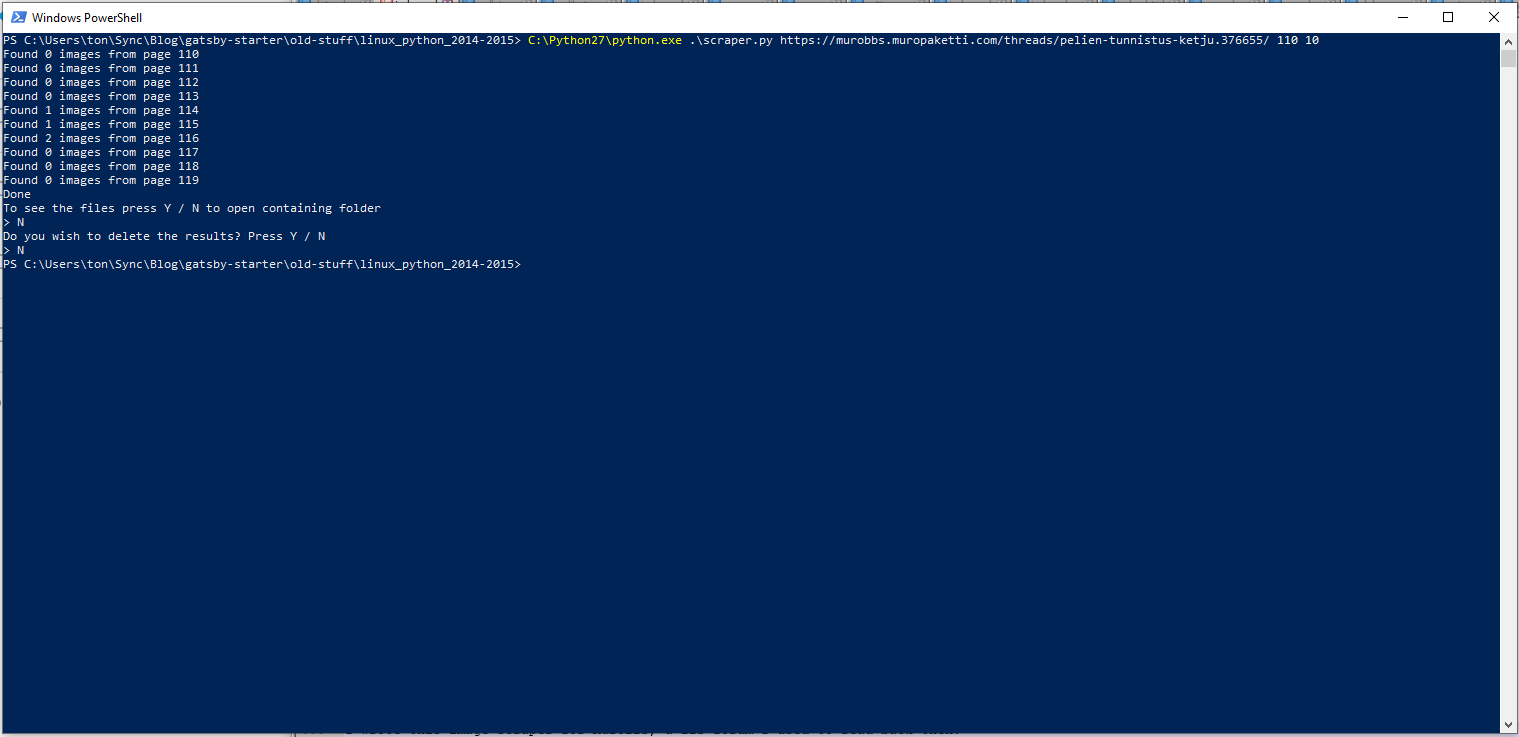 Windows PowerShell
PS C:\Users\ton\Sync\Blog\gatsby-starter\old-stuff\linux_python_2014-2015> C:\Python27\python.exe .\scraper.py https://murobbs.muropaketti.com/threads/pelien-tunnistus-ketju.376655/ 110 10
Found 0 images from page 110
Found 0 images from page 111
Found 0 images from page 112
Found 0 images from page 113
Found 1 images from page 114
Found 1 images from page 115
Found 2 images from page 116
Found 0 images from page 117
Found 0 images from page 118
Found 0 images from page 119
Done
To see the files press Y / N to open containing folder
> N
Do you wish to delete the results? Press Y / N
> N
PS C:\Users\ton\Sync\Blog\gatsby-starter\old-stuff\linux_python_2014-2015>